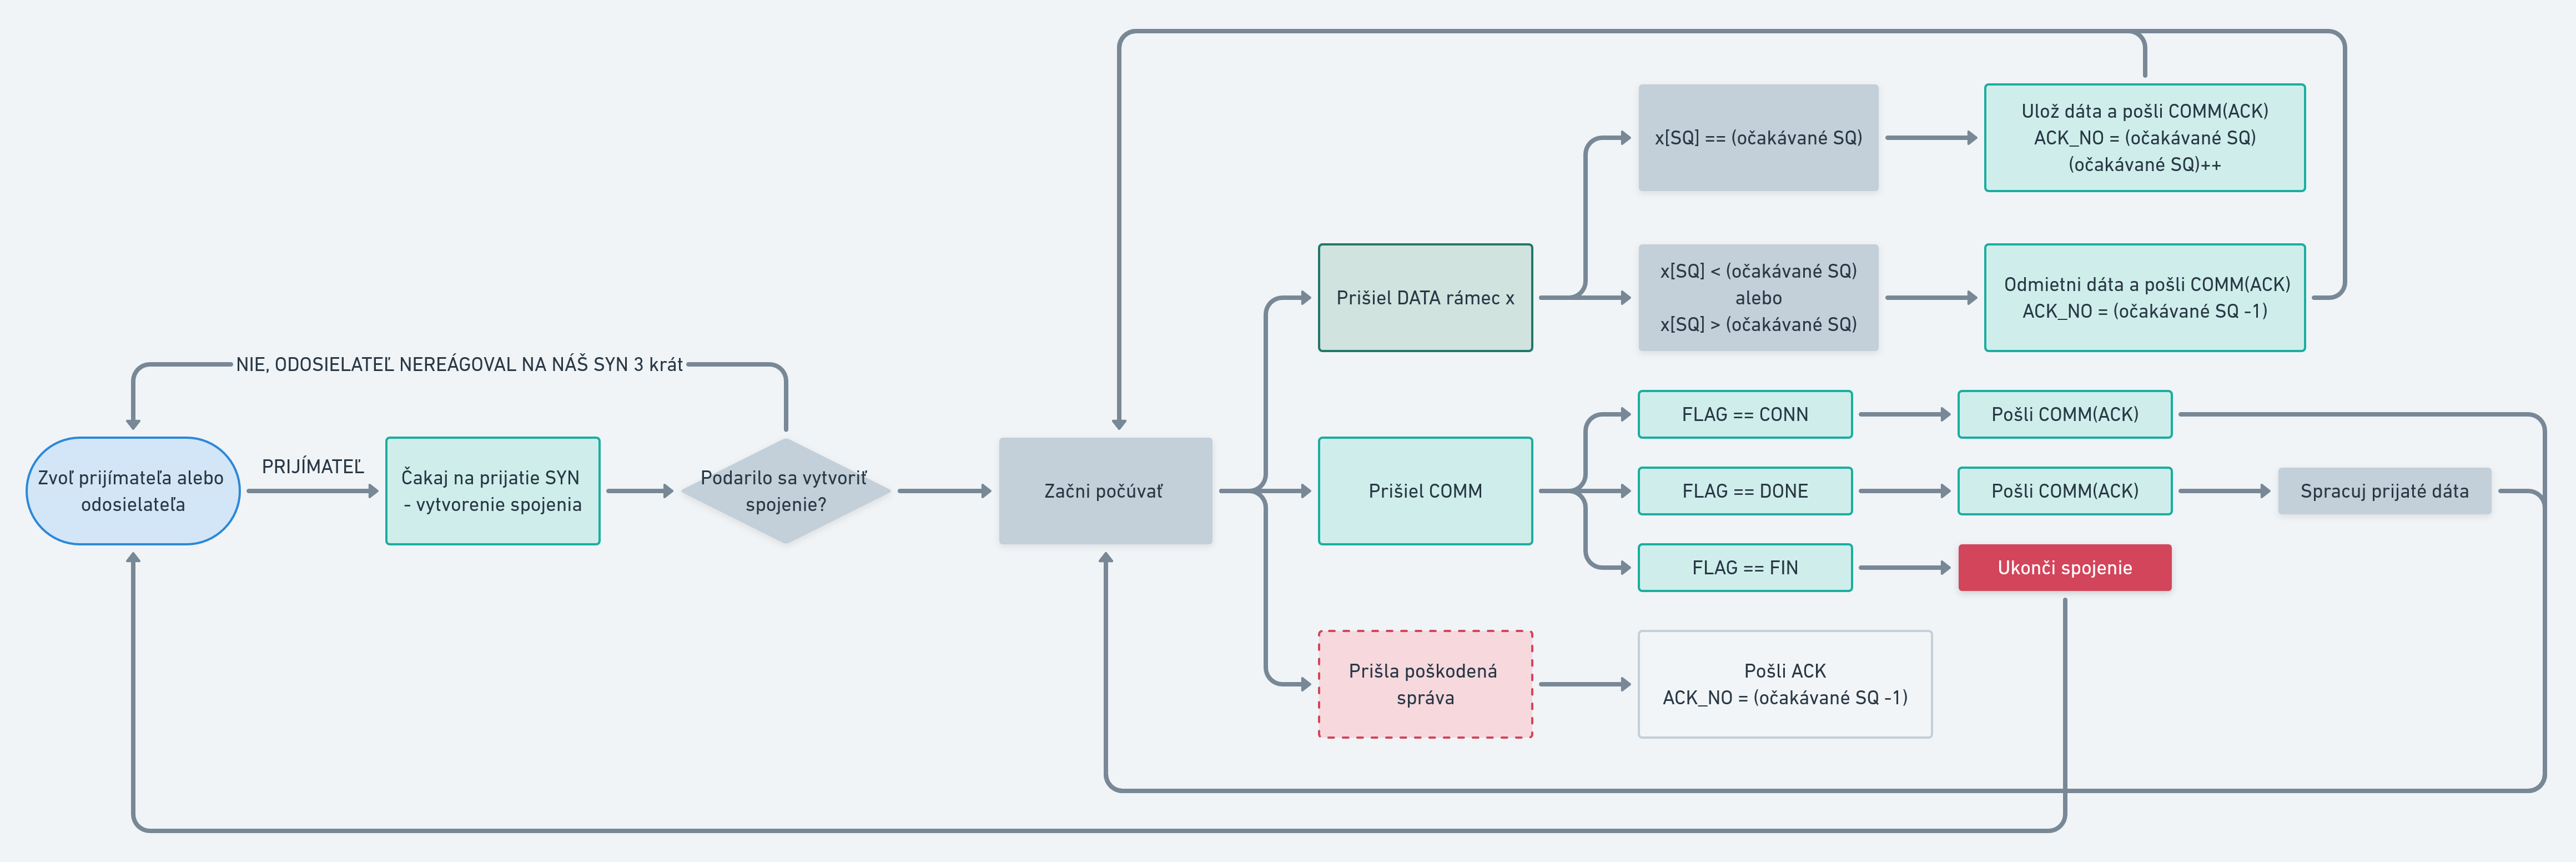 x[SQ] == (očakávané SQ)
Ulož dáta a pošli COMM(ACK)
ACK_NO = (očakávané SQ)
(očakávané SQ)++
Prišiel DATA rámec x
x[SQ] < (očakávané SQ)
alebo
x[SQ] > (očakávané SQ)
Odmietni dáta a pošli COMM(ACK)
ACK_NO = (očakávané SQ -1)
NIE, ODOSIELATEĽ NEREÁGOVAL NA NÁŠ SYN 3 krát
Zvoľ prijímateľa alebo
odosielateľa
PRIJÍMATEĽ
Čakaj na prijatie SYN
- vytvorenie spojenia
Podarilo sa vytvoriť
spojenie?
Začni počúvať
Prišiel COMM
FLAG == CONN
Pošli COMM(ACK)
FLAG == DONE
Pošli COMM(ACK)
Spracuj prijaté dáta
FLAG == FIN
Ukonči spojenie
Prišla poškodená
správa
Pošli ACK
ACK_NO = (očakávané SQ -1)